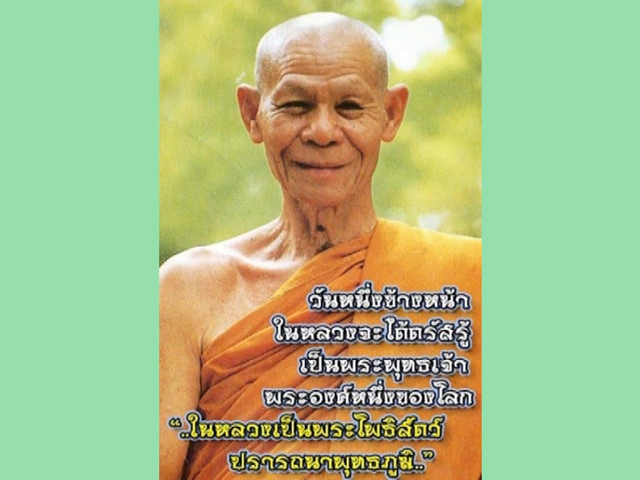 วันหนึ่งข้างหน้า
ในหลวงจะได้ตรัสรู้
เป็นพระพุทธเจ้า
พระองค์หนึ่งของโลก
“..ในหลวงเป็นพระโพธิสัตว์
ปรารถนาพุทธภูมิ..”